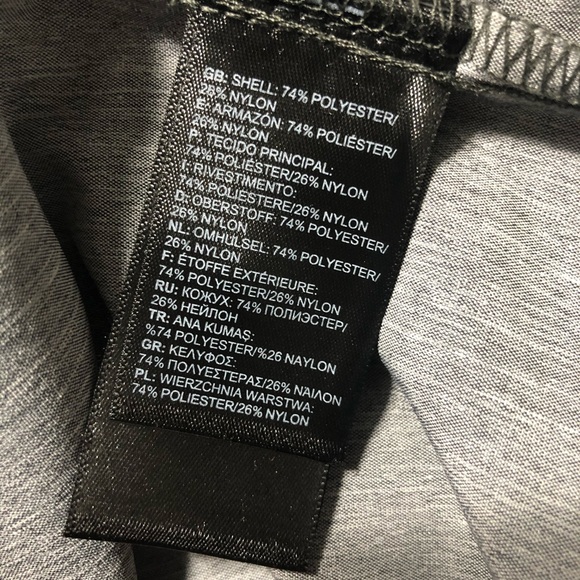 GB: SHELL: 74% POLYESTER/
26% NYLON
E: ARMAZÓN: 74% POLIÉSTER/
26% NYLON
P: TECIDO PRINCIPAL:
74% POLIÉSTER/26% NYLON
I: RIVESTIMENTO:
74% POLIESTERE/26% NYLON
D: OBERSTOFF: 74% POLYESTER/
26% NYLON
NL: OMHULSEL: 74% POLYESTER/
26% NYLON
F: ÉTOFFE EXTÉRIEURE:
74% POLYESTER/26% NYLON
RU: КОЖУХ: 74% ПОЛИЭСТЕР/
26% НЕЙЛОН
TR: ANA KUMAŞ:
%74 POLYESTER/%26 NAYLON
GR: ΚΕΛΥΦΟΣ:
74% ΠΟΛΥΕΣΤΕΡΑΣ/26% ΝΑΪΛΟΝ
PL: WIERZCHNIA WARSTWA:
74% POLIESTER/26% NYLON